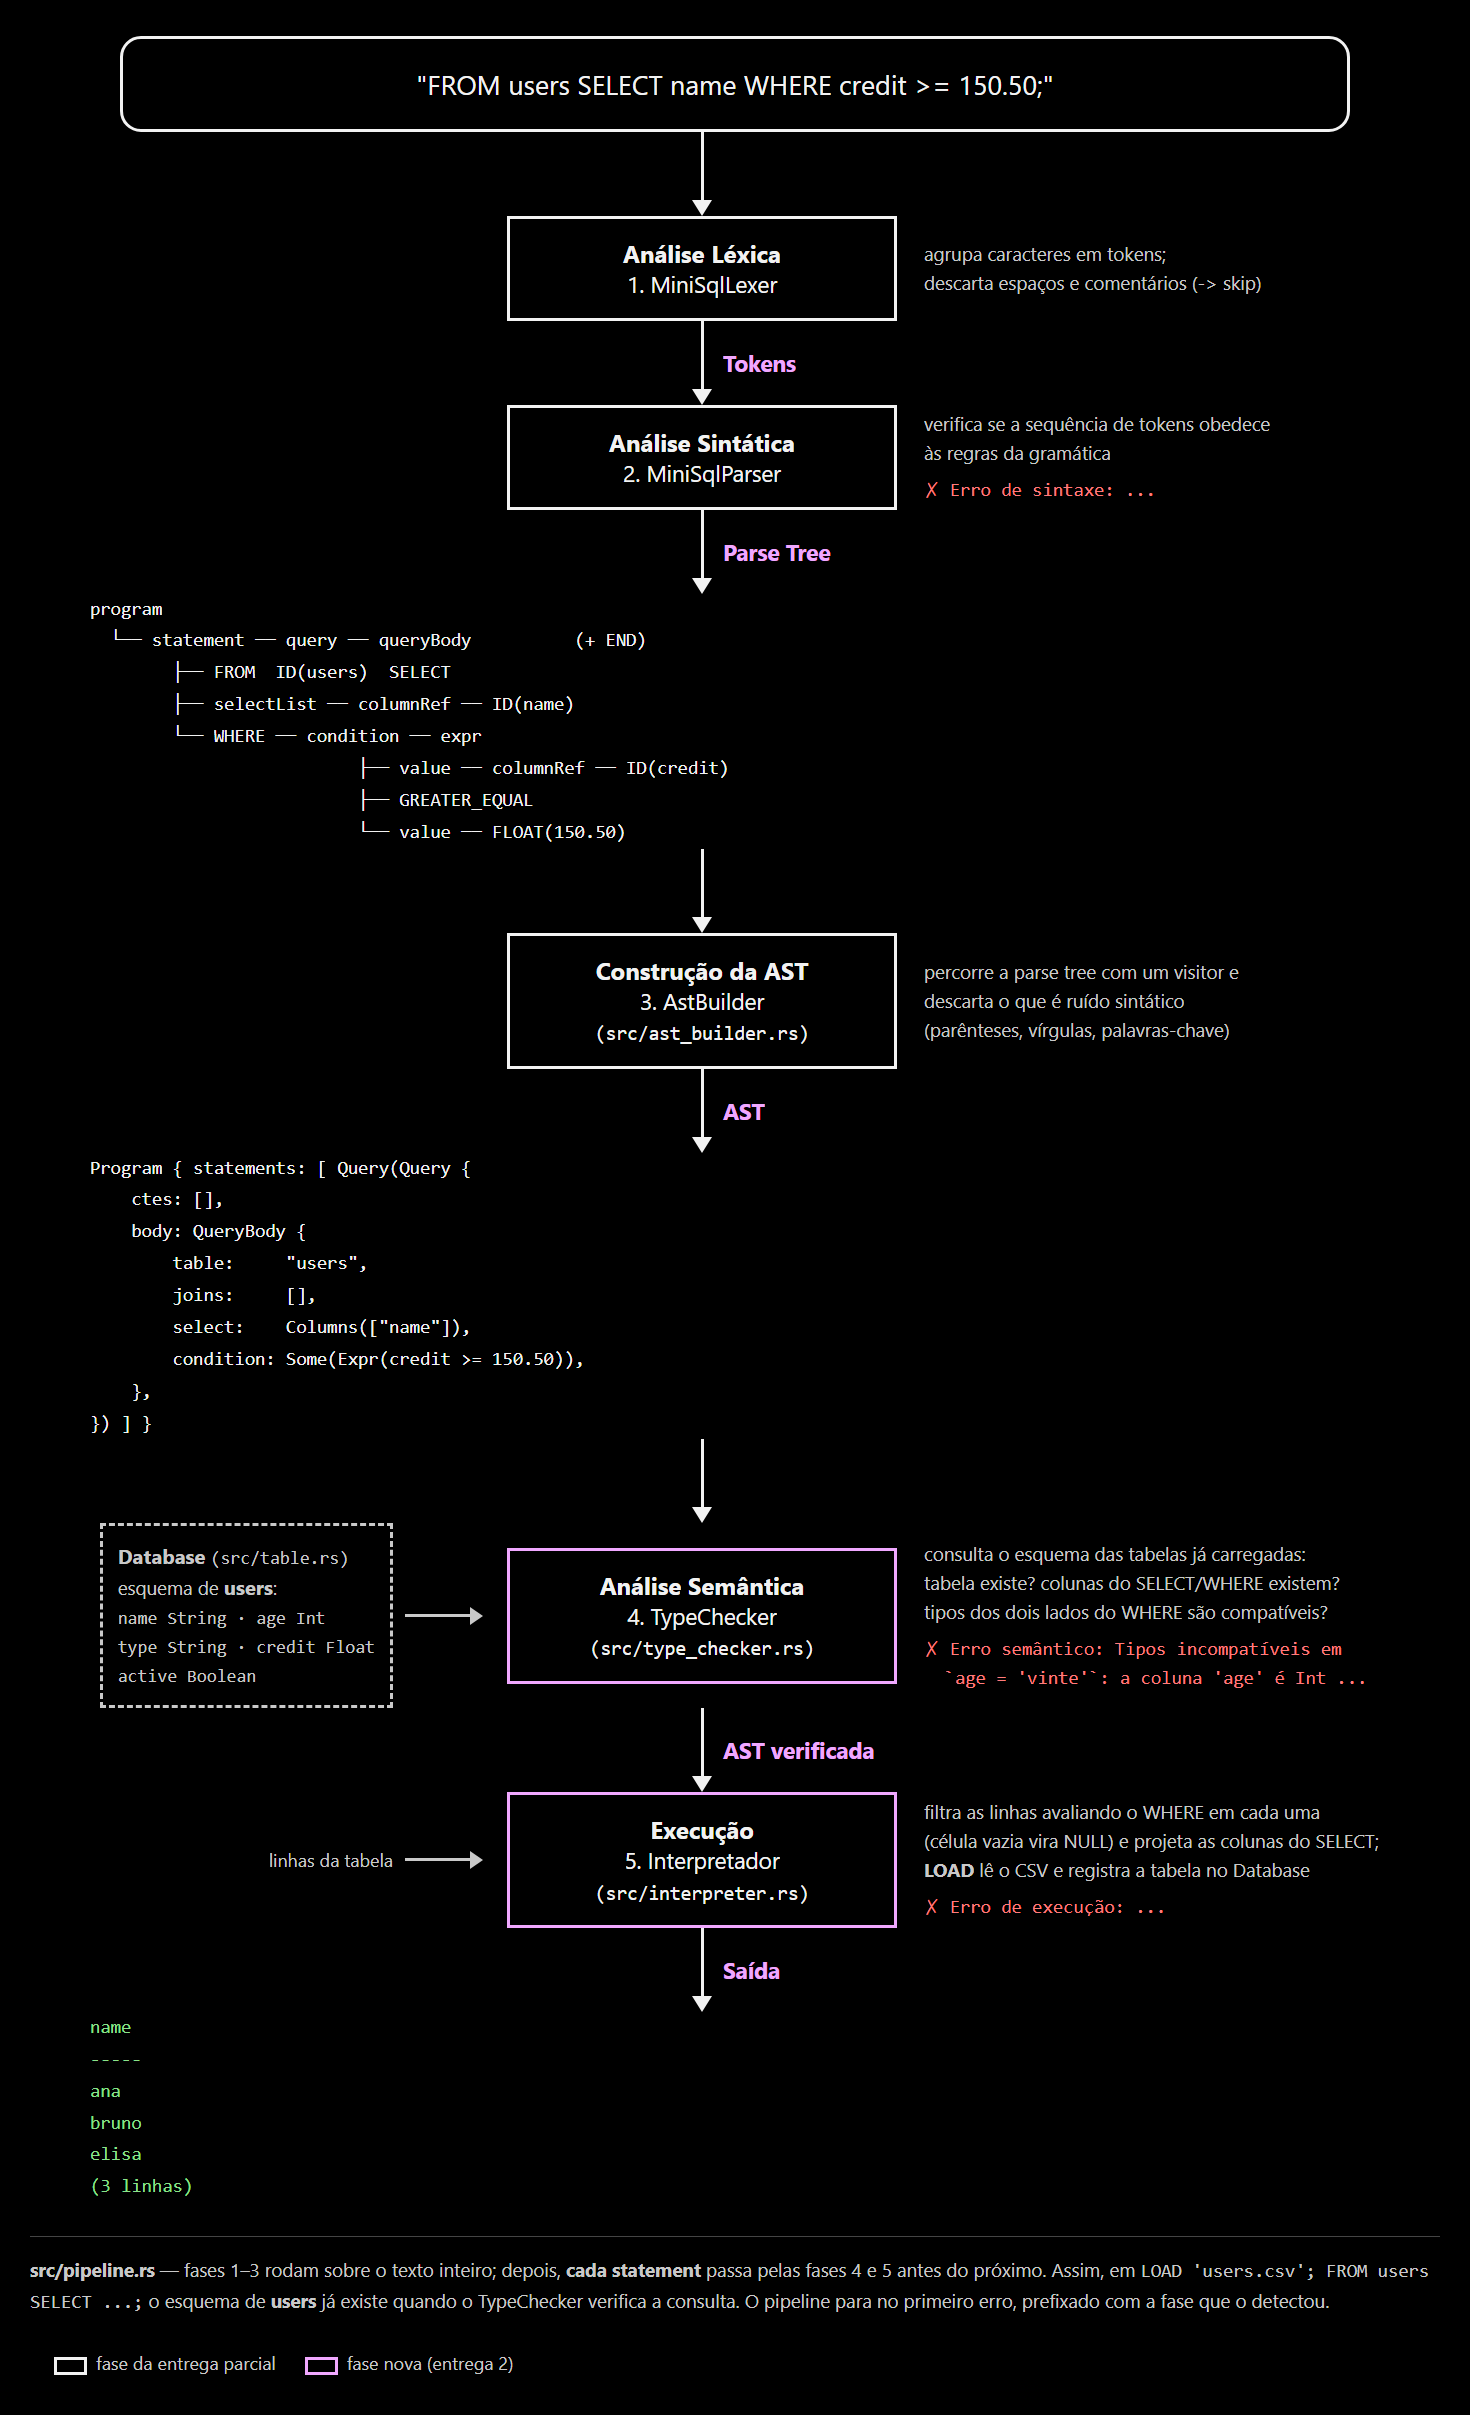 "FROM users SELECT name WHERE credit >= 150.50;"
Análise Léxica
1. MiniSqlLexer
agrupa caracteres em tokens;
descarta espaços e comentários (-> skip)
Tokens
Análise Sintática
2. MiniSqlParser
verifica se a sequência de tokens obedece
às regras da gramática
✗ Erro de sintaxe: ...
Parse Tree
program
└── statement ── query ── queryBody          (+ END)
├── FROM  ID(users)  SELECT
├── selectList ── columnRef ── ID(name)
└── WHERE ── condition ── expr
├── value ── columnRef ── ID(credit)
├── GREATER_EQUAL
└── value ── FLOAT(150.50)
Construção da AST
3. AstBuilder
(src/ast_builder.rs)
percorre a parse tree com um visitor e
descarta o que é ruído sintático
(parênteses, vírgulas, palavras-chave)
AST
Program { statements: [ Query(Query {
    ctes: [],
    body: QueryBody {
        table:     "users",
        joins:     [],
        select:    Columns(["name"]),
        condition: Some(Expr(credit >= 150.50)),
    },
}) ] }
Database (src/table.rs)
esquema de users:
name String · age Int
type String · credit Float
active Boolean
Análise Semântica
4. TypeChecker
(src/type_checker.rs)
consulta o esquema das tabelas já carregadas:
tabela existe? colunas do SELECT/WHERE existem?
tipos dos dois lados do WHERE são compatíveis?
✗ Erro semântico: Tipos incompatíveis em
`age = 'vinte'`: a coluna 'age' é Int ...
AST verificada
linhas da tabela
Execução
5. Interpretador
(src/interpreter.rs)
filtra as linhas avaliando o WHERE em cada uma
(célula vazia vira NULL) e projeta as colunas do SELECT;
LOAD lê o CSV e registra a tabela no Database
✗ Erro de execução: ...
Saída
name
-----
ana
bruno
elisa
(3 linhas)
src/pipeline.rs — fases 1–3 rodam sobre o texto inteiro; depois, cada statement passa pelas fases 4 e 5 antes do próximo. Assim, em LOAD 'users.csv'; FROM users
SELECT ...; o esquema de users já existe quando o TypeChecker verifica a consulta. O pipeline para no primeiro erro, prefixado com a fase que o detectou.
fase da entrega parcial
fase nova (entrega 2)